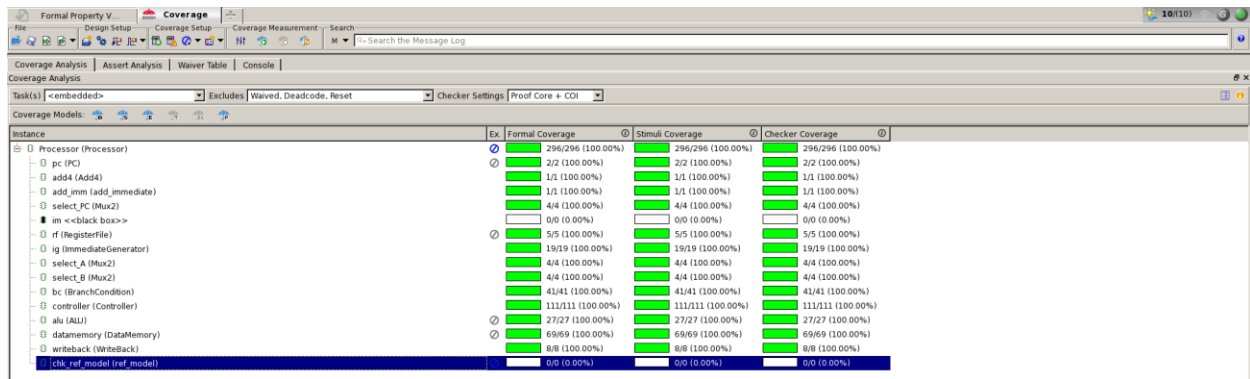 Formal Property V... Coverage 10/(10)
File Design Setup Coverage Setup Coverage Measurement Search
M Search the Message Log
Coverage Analysis Assert Analysis Waiver Table Console
Coverage Analysis
Task(s) <embedded> Excludes Waived, Deadcode, Reset Checker Settings Proof Core + COI
Coverage Models:
Instance Ex. Formal Coverage Stimuli Coverage Checker Coverage
Processor (Processor) 296/296 (100.00%) 296/296 (100.00%) 296/296 (100.00%)
pc (PC) 2/2 (100.00%) 2/2 (100.00%) 2/2 (100.00%)
add4 (Add4) 1/1 (100.00%) 1/1 (100.00%) 1/1 (100.00%)
add_imm (add_immediate) 1/1 (100.00%) 1/1 (100.00%) 1/1 (100.00%)
select_PC (Mux2) 4/4 (100.00%) 4/4 (100.00%) 4/4 (100.00%)
im <<black box>> 0/0 (0.00%) 0/0 (0.00%) 0/0 (0.00%)
rf (RegisterFile) 5/5 (100.00%) 5/5 (100.00%) 5/5 (100.00%)
ig (ImmediateGenerator) 19/19 (100.00%) 19/19 (100.00%) 19/19 (100.00%)
select_A (Mux2) 4/4 (100.00%) 4/4 (100.00%) 4/4 (100.00%)
select_B (Mux2) 4/4 (100.00%) 4/4 (100.00%) 4/4 (100.00%)
bc (BranchCondition) 41/41 (100.00%) 41/41 (100.00%) 41/41 (100.00%)
controller (Controller) 111/111 (100.00%) 111/111 (100.00%) 111/111 (100.00%)
alu (ALU) 27/27 (100.00%) 27/27 (100.00%) 27/27 (100.00%)
datamemory (DataMemory) 69/69 (100.00%) 69/69 (100.00%) 69/69 (100.00%)
writeback (WriteBack) 8/8 (100.00%) 8/8 (100.00%) 8/8 (100.00%)
chk_ref_model (ref_model) 0/0 (0.00%) 0/0 (0.00%) 0/0 (0.00%)